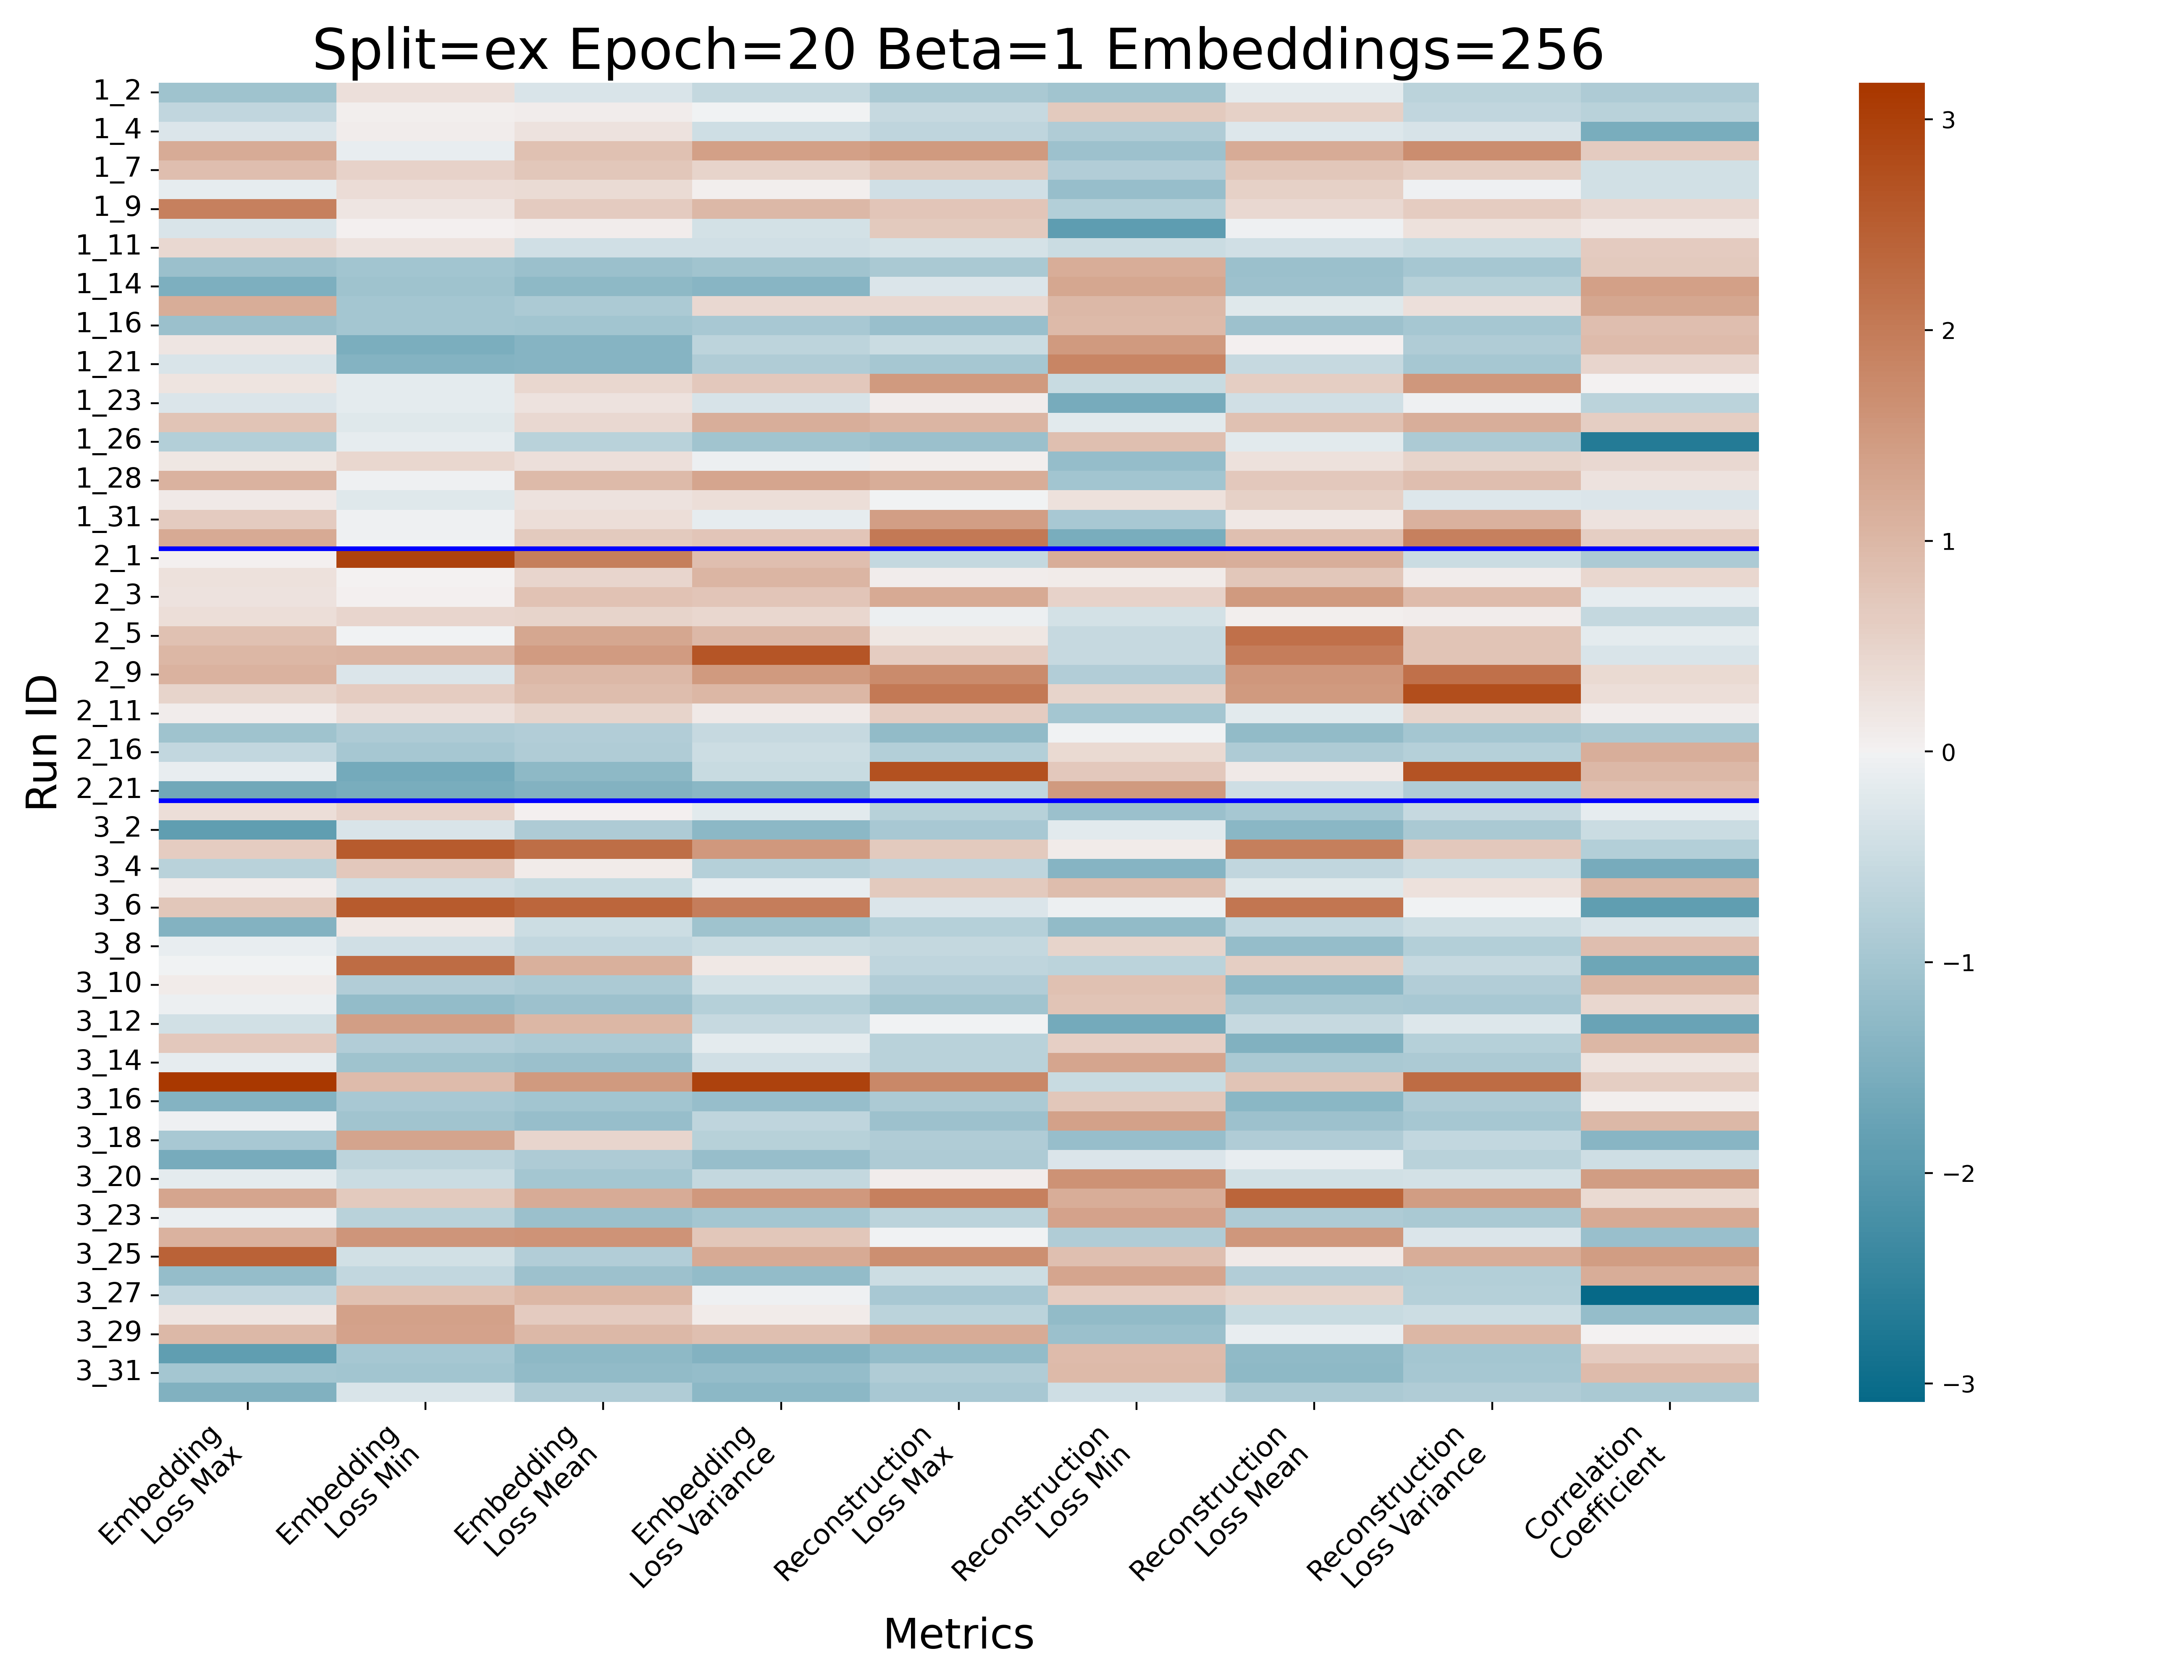 Split=ex Epoch=20 Beta=1 Embeddings=256
Run ID
1_2
1_4
1_7
1_9
1_11
1_14
1_16
1_21
1_23
1_26
1_28
1_31
2_1
2_3
2_5
2_9
2_11
2_16
2_21
3_2
3_4
3_6
3_8
3_10
3_12
3_14
3_16
3_18
3_20
3_23
3_25
3_27
3_29
3_31
Embedding
Loss Max
Embedding
Loss Min
Embedding
Loss Mean
Embedding
Loss Variance
Reconstruction
Loss Max
Reconstruction
Loss Min
Reconstruction
Loss Mean
Reconstruction
Loss Variance
Correlation
Coefficient
Metrics
3
2
1
0
−1
−2
−3